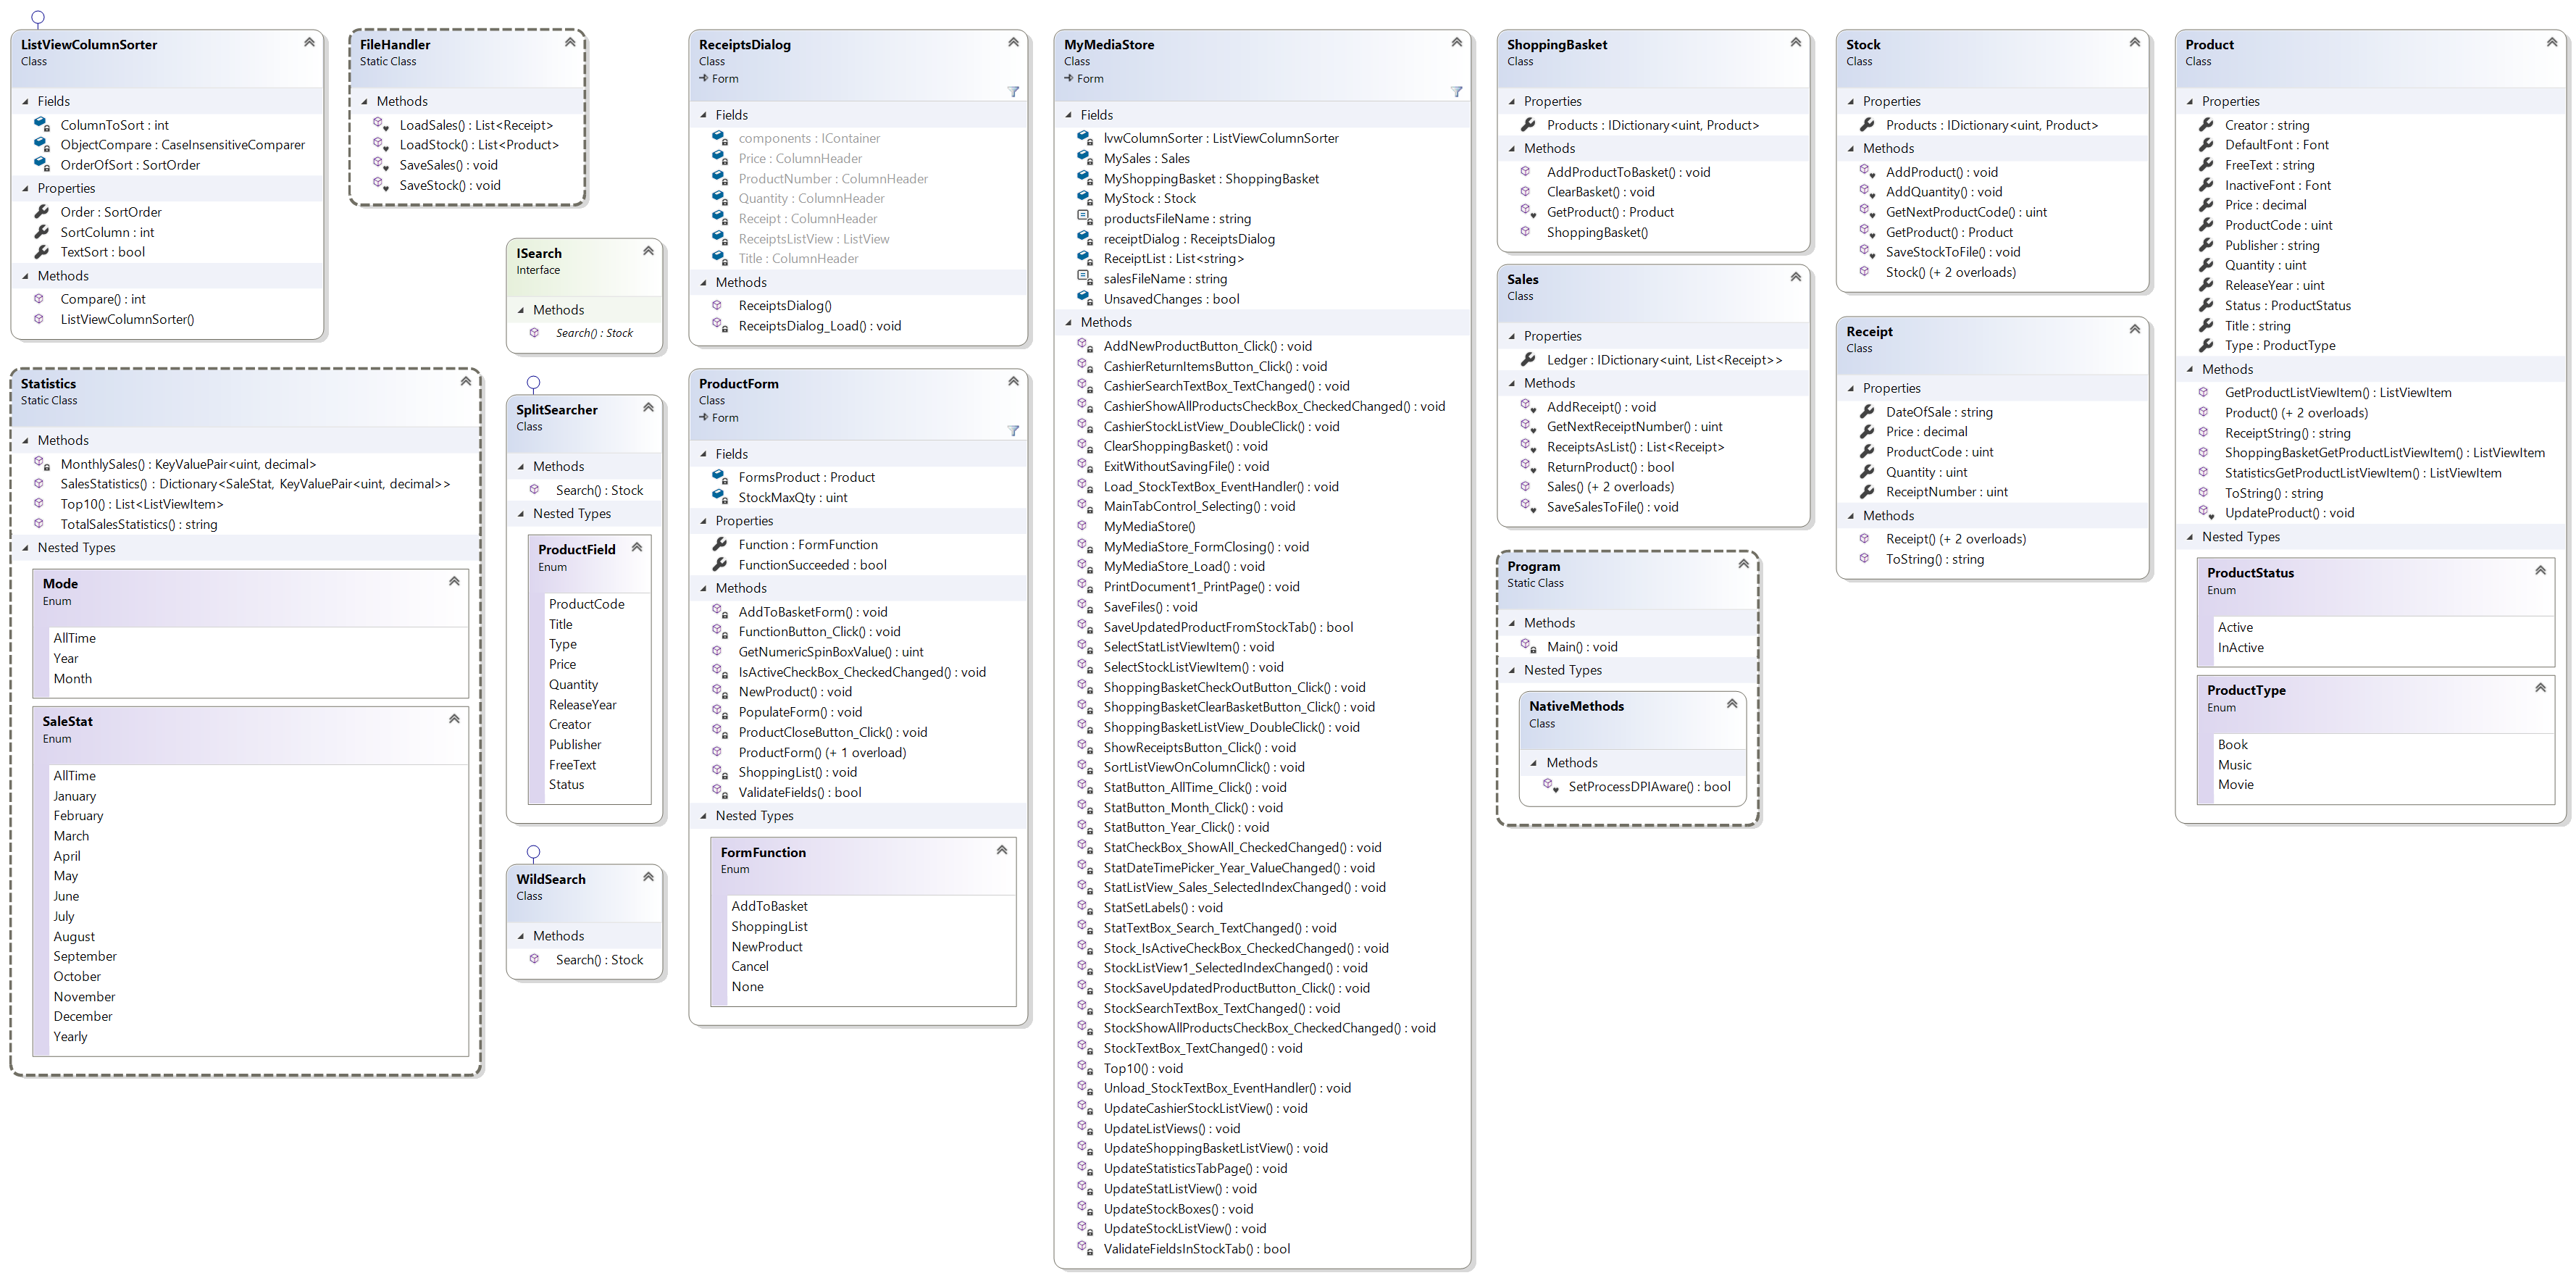 ListViewColumnSorter
Class
Fields
ColumnToSort : int
ObjectCompare : CaseInsensitiveComparer
OrderOfSort : SortOrder
Properties
Order : SortOrder
SortColumn : int
TextSort : bool
Methods
Compare() : int
ListViewColumnSorter()
FileHandler
Static Class
Methods
LoadSales() : List<Receipt>
LoadStock() : List<Product>
SaveSales() : void
SaveStock() : void
ISearch
Interface
Methods
Search() : Stock
Statistics
Static Class
Methods
MonthlySales() : KeyValuePair<uint, decimal>
SalesStatistics() : Dictionary<SaleStat, KeyValuePair<uint, decimal>>
Top10() : List<ListViewItem>
TotalSalesStatistics() : string
Nested Types
Mode
Enum
AllTime
Year
Month
SaleStat
Enum
AllTime
January
February
March
April
May
June
July
August
September
October
November
December
Yearly
SplitSearcher
Class
Methods
Search() : Stock
Nested Types
ProductField
Enum
ProductCode
Title
Type
Price
Quantity
ReleaseYear
Creator
Publisher
FreeText
Status
WildSearch
Class
Methods
Search() : Stock
ReceiptsDialog
Class
Form
Fields
components : IContainer
Price : ColumnHeader
ProductNumber : ColumnHeader
Quantity : ColumnHeader
Receipt : ColumnHeader
ReceiptsListView : ListView
Title : ColumnHeader
Methods
ReceiptsDialog()
ReceiptsDialog_Load() : void
ProductForm
Class
Form
Fields
FormsProduct : Product
StockMaxQty : uint
Properties
Function : FormFunction
FunctionSucceeded : bool
Methods
AddToBasketForm() : void
FunctionButton_Click() : void
GetNumericSpinBoxValue() : uint
IsActiveCheckBox_CheckedChanged() : void
NewProduct() : void
PopulateForm() : void
ProductCloseButton_Click() : void
ProductForm() (+ 1 overload)
ShoppingList() : void
ValidateFields() : bool
Nested Types
FormFunction
Enum
AddToBasket
ShoppingList
NewProduct
Cancel
None
MyMediaStore
Class
Form
Fields
lvwColumnSorter : ListViewColumnSorter
MySales : Sales
MyShoppingBasket : ShoppingBasket
MyStock : Stock
productsFileName : string
receiptDialog : ReceiptsDialog
ReceiptList : List<string>
salesFileName : string
UnsavedChanges : bool
Methods
AddNewProductButton_Click() : void
CashierReturnItemsButton_Click() : void
CashierSearchTextBox_TextChanged() : void
CashierShowAllProductsCheckBox_CheckedChanged() : void
CashierStockListView_DoubleClick() : void
ClearShoppingBasket() : void
ExitWithoutSavingFile() : void
Load_StockTextBox_EventHandler() : void
MainTabControl_Selecting() : void
MyMediaStore()
MyMediaStore_FormClosing() : void
MyMediaStore_Load() : void
PrintDocument1_PrintPage() : void
SaveFiles() : void
SaveUpdatedProductFromStockTab() : bool
SelectStatListViewItem() : void
SelectStockListViewItem() : void
ShoppingBasketCheckOutButton_Click() : void
ShoppingBasketClearBasketButton_Click() : void
ShoppingBasketListView_DoubleClick() : void
ShowReceiptsButton_Click() : void
SortListViewOnColumnClick() : void
StatButton_AllTime_Click() : void
StatButton_Month_Click() : void
StatButton_Year_Click() : void
StatCheckBox_ShowAll_CheckedChanged() : void
StatDateTimePicker_Year_ValueChanged() : void
StatListView_Sales_SelectedIndexChanged() : void
StatSetLabels() : void
StatTextBox_Search_TextChanged() : void
Stock_IsActiveCheckBox_CheckedChanged() : void
StockListView1_SelectedIndexChanged() : void
StockSaveUpdatedProductButton_Click() : void
StockSearchTextBox_TextChanged() : void
StockShowAllProductsCheckBox_CheckedChanged() : void
StockTextBox_TextChanged() : void
Top10() : void
Unload_StockTextBox_EventHandler() : void
UpdateCashierStockListView() : void
UpdateListViews() : void
UpdateShoppingBasketListView() : void
UpdateStatisticsTabPage() : void
UpdateStatListView() : void
UpdateStockBoxes() : void
UpdateStockListView() : void
ValidateFieldsInStockTab() : bool
ShoppingBasket
Class
Properties
Products : IDictionary<uint, Product>
Methods
AddProductToBasket() : void
ClearBasket() : void
GetProduct() : Product
ShoppingBasket()
Sales
Class
Properties
Ledger : IDictionary<uint, List<Receipt>>
Methods
AddReceipt() : void
GetNextReceiptNumber() : uint
ReceiptsAsList() : List<Receipt>
ReturnProduct() : bool
Sales() (+ 2 overloads)
SaveSalesToFile() : void
Program
Static Class
Methods
Main() : void
Nested Types
NativeMethods
Class
Methods
SetProcessDPIAware() : bool
Stock
Class
Properties
Products : IDictionary<uint, Product>
Methods
AddProduct() : void
AddQuantity() : void
GetNextProductCode() : uint
GetProduct() : Product
SaveStockToFile() : void
Stock() (+ 2 overloads)
Receipt
Class
Properties
DateOfSale : string
Price : decimal
ProductCode : uint
Quantity : uint
ReceiptNumber : uint
Methods
Receipt() (+ 2 overloads)
ToString() : string
Product
Class
Properties
Creator : string
DefaultFont : Font
FreeText : string
InactiveFont : Font
Price : decimal
ProductCode : uint
Publisher : string
Quantity : uint
ReleaseYear : uint
Status : ProductStatus
Title : string
Type : ProductType
Methods
GetProductListViewItem() : ListViewItem
Product() (+ 2 overloads)
ReceiptString() : string
ShoppingBasketGetProductListViewItem() : ListViewItem
StatisticsGetProductListViewItem() : ListViewItem
ToString() : string
UpdateProduct() : void
Nested Types
ProductStatus
Enum
Active
InActive
ProductType
Enum
Book
Music
Movie